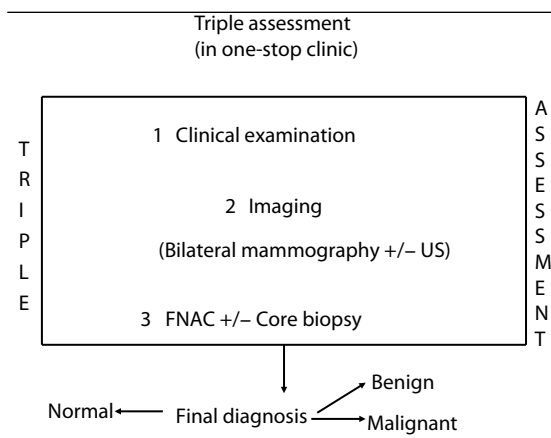 Triple assessment
(in one-stop clinic)
TRIPLE
1 Clinical examination
2 Imaging
(Bilateral mammography +/– US)
3 FNAC +/– Core biopsy
ASSESSMENT
Benign
Normal Final diagnosis Malignant